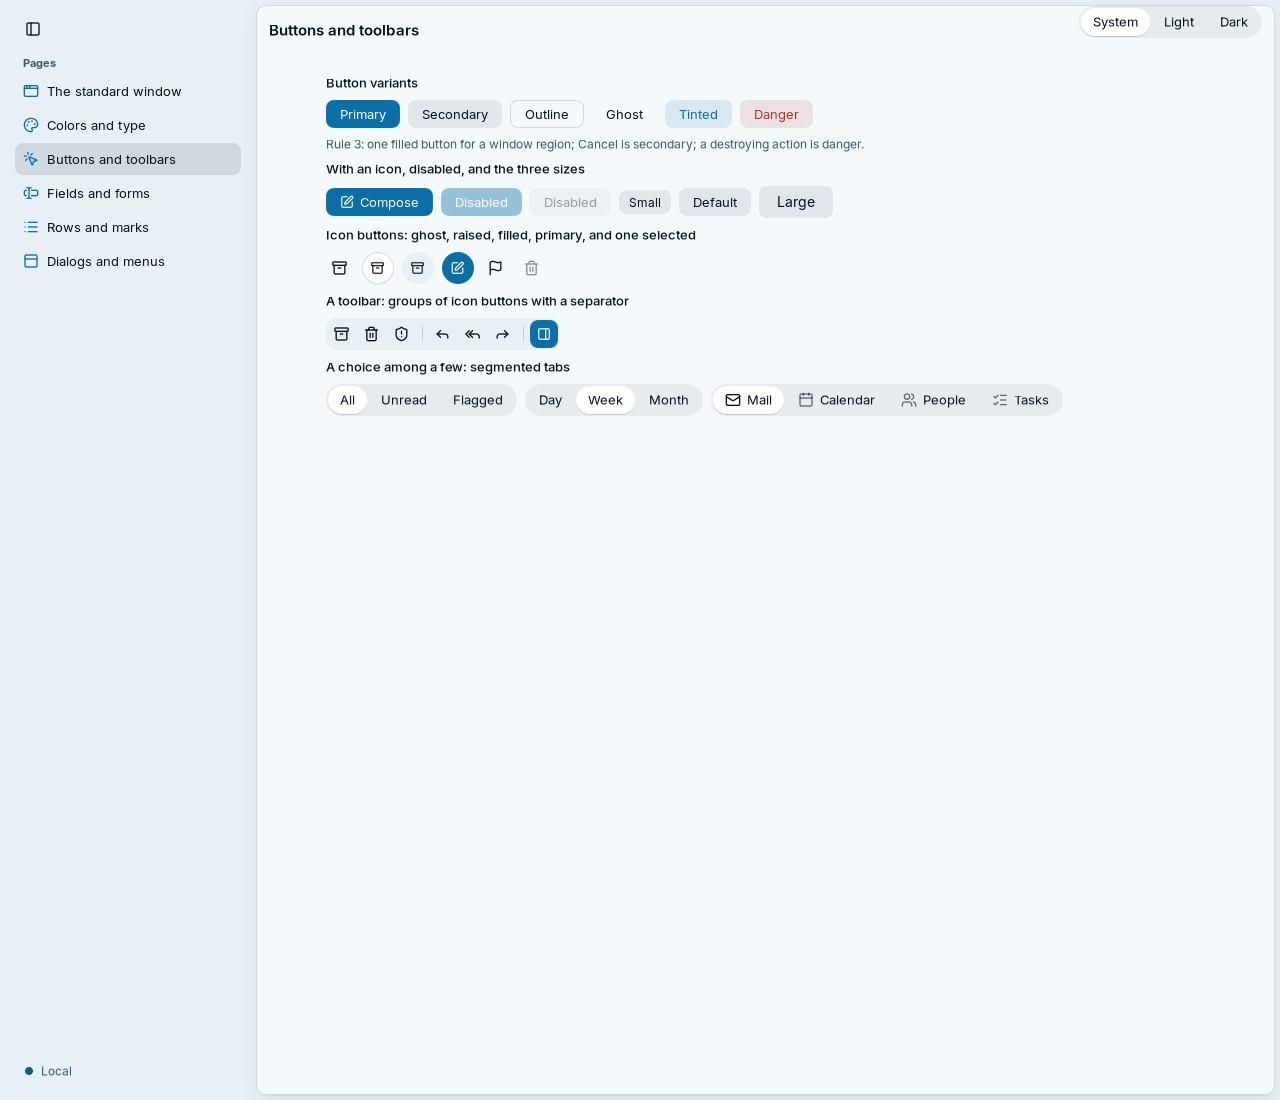 Buttons and toolbars
System Light Dark
Pages
The standard window
Colors and type
Buttons and toolbars
Fields and forms
Rows and marks
Dialogs and menus
Local
Button variants
Primary Secondary Outline Ghost Tinted Danger
Rule 3: one filled button for a window region; Cancel is secondary; a destroying action is danger.
With an icon, disabled, and the three sizes
Compose Disabled Disabled Small Default Large
Icon buttons: ghost, raised, filled, primary, and one selected
A toolbar: groups of icon buttons with a separator
A choice among a few: segmented tabs
All Unread Flagged Day Week Month Mail Calendar People Tasks